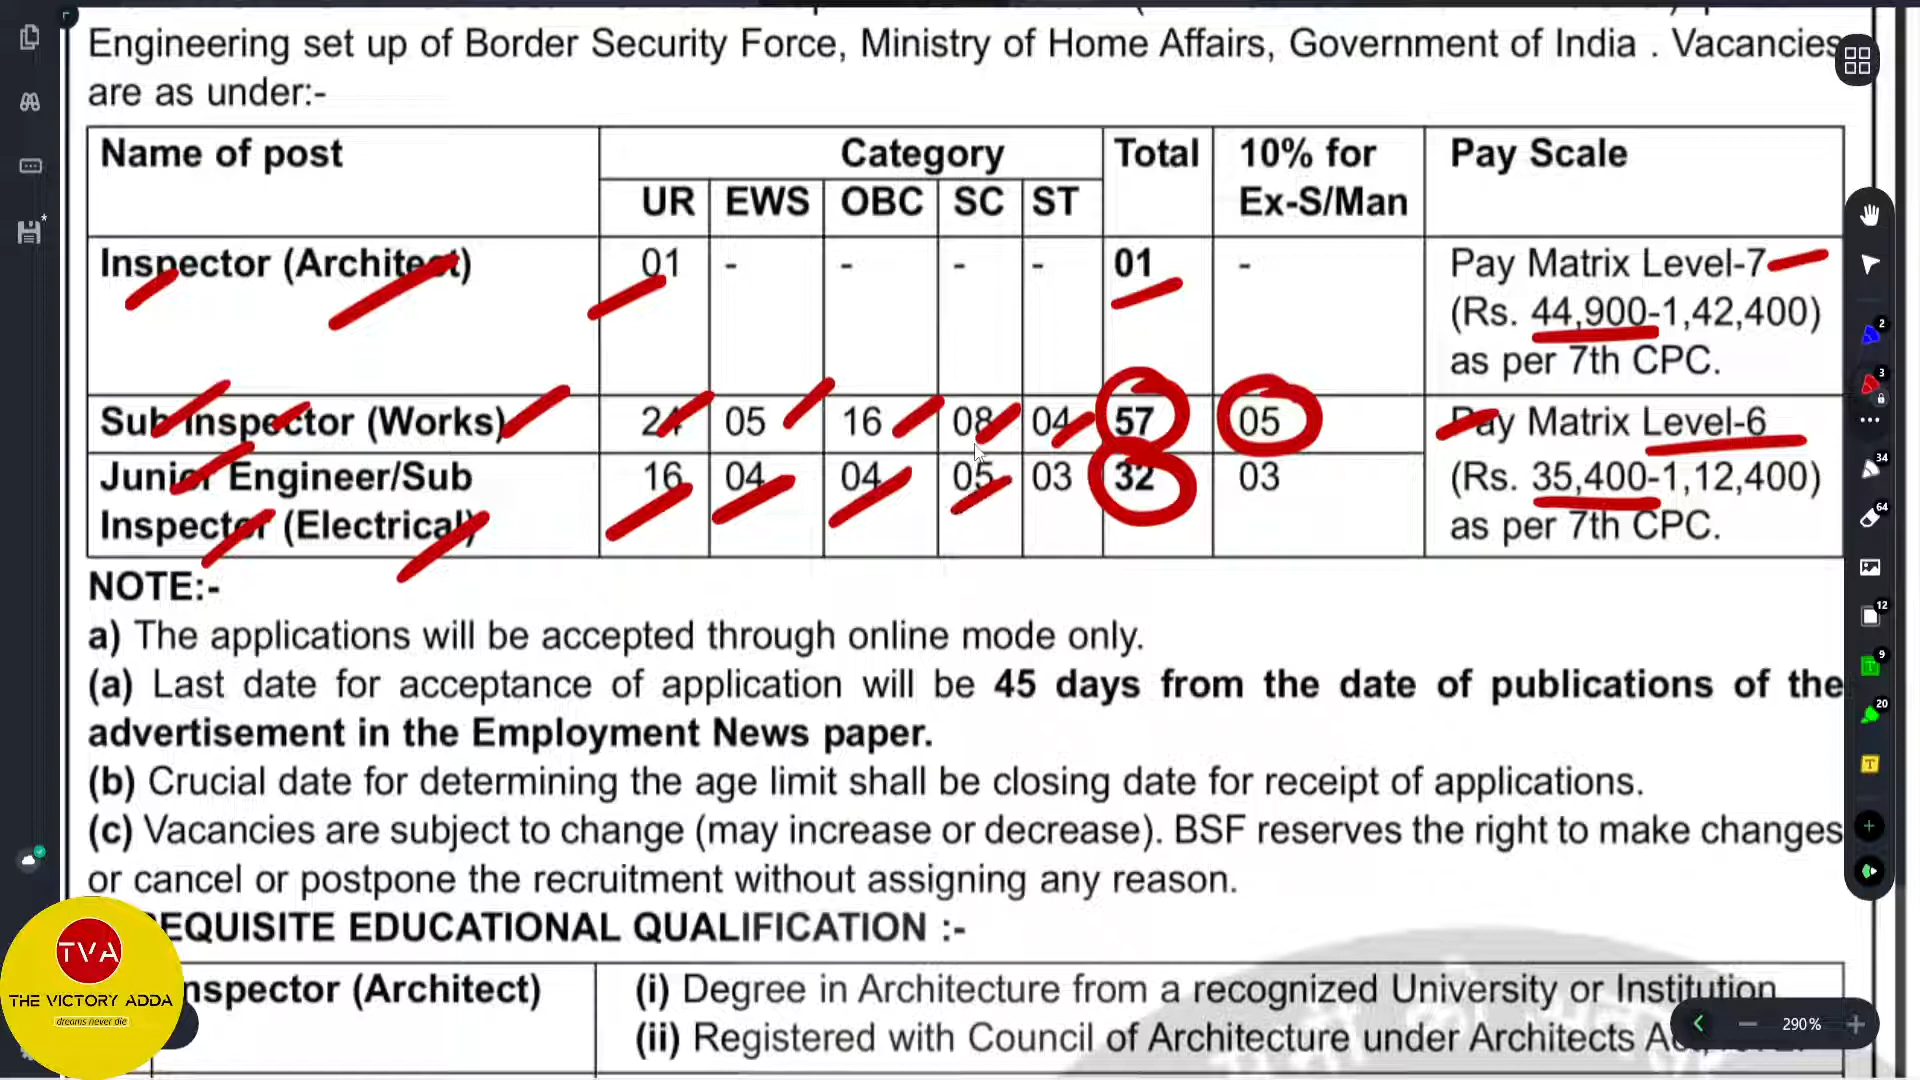 Engineering set up of Border Security Force, Ministry of Home Affairs, Government of India . Vacancies
are as under:-
Name of post Category Total 10% for Pay Scale
UR EWS OBC SC ST Ex-S/Man
Inspector (Architect) 01 - - - - 01 - Pay Matrix Level-7
(Rs. 44,900-1,42,400)
as per 7th CPC.
Sub Inspector (Works) 24 05 16 08 04 57 05 Pay Matrix Level-6
Junior Engineer/Sub 16 04 04 05 03 32 03 (Rs. 35,400-1,12,400)
Inspector (Electrical) as per 7th CPC.
NOTE:-
a) The applications will be accepted through online mode only.
(a) Last date for acceptance of application will be 45 days from the date of publications of the
advertisement in the Employment News paper.
(b) Crucial date for determining the age limit shall be closing date for receipt of applications.
(c) Vacancies are subject to change (may increase or decrease). BSF reserves the right to make changes
or cancel or postpone the recruitment without assigning any reason.
EQUISITE EDUCATIONAL QUALIFICATION :-
nspector (Architect) (i) Degree in Architecture from a recognized University or Institution
(ii) Registered with Council of Architecture under Architects
TVA
THE VICTORY ADDA
dreams never die
290%
2
3
34
64
12
9
20